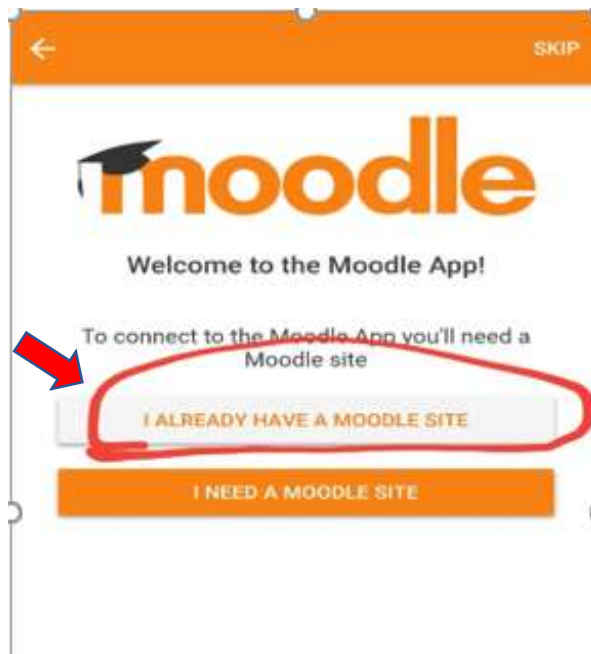 SKIP
moodle
Welcome to the Moodle App!
To connect to the Moodle App you'll need a
Moodle site
I ALREADY HAVE A MOODLE SITE
I NEED A MOODLE SITE